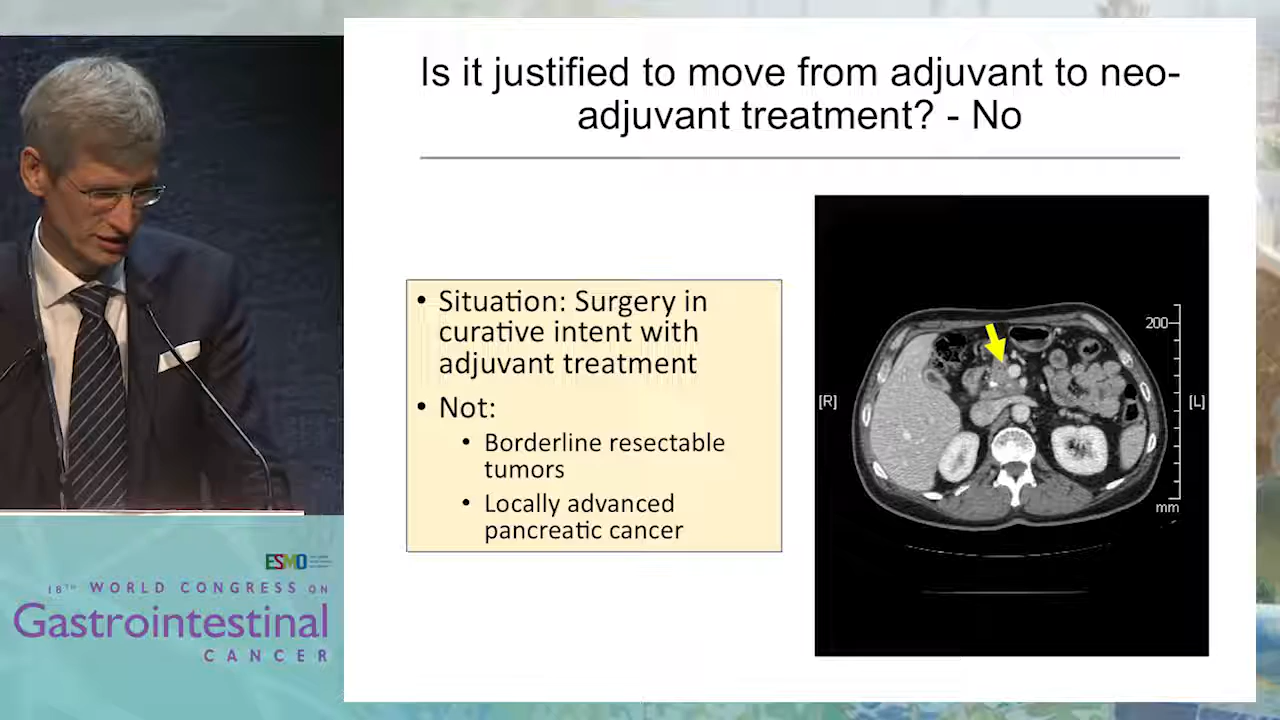 Is it justified to move from adjuvant to neo-
adjuvant treatment? - No
• Situation: Surgery in
curative intent with
adjuvant treatment
• Not:
• Borderline resectable
tumors
• Locally advanced
pancreatic cancer
200
[R]
[L]
mm
ESMO
18TH WORLD CONGRESS ON
Gastrointestinal
CANCER